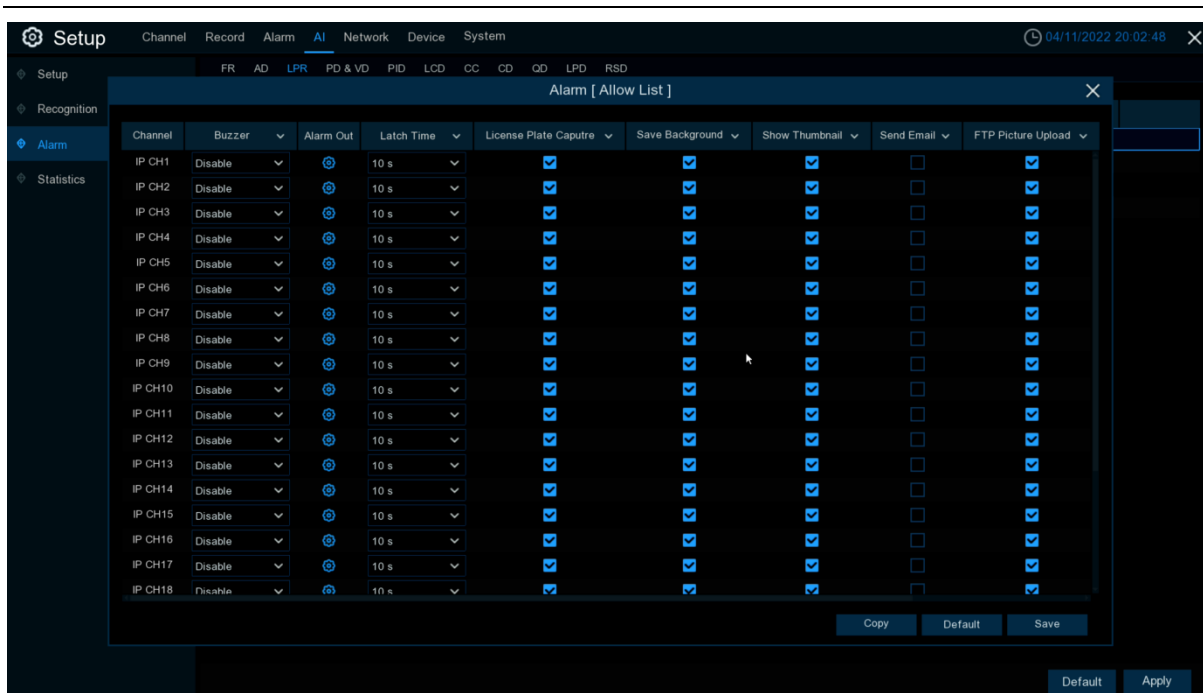 Setup Channel Record Alarm AI Network Device System 04/11/2022 20:02:48
Setup FR AD LPR PD & VD PID LCD CC CD QD LPD RSD
Alarm [ Allow List ]
Recognition
Channel Buzzer Alarm Out Latch Time License Plate Caputre Save Background Show Thumbnail Send Email FTP Picture Upload
Alarm
IP CH1 Disable 10 s
Statistics
IP CH2 Disable 10 s
IP CH3 Disable 10 s
IP CH4 Disable 10 s
IP CH5 Disable 10 s
IP CH6 Disable 10 s
IP CH7 Disable 10 s
IP CH8 Disable 10 s
IP CH9 Disable 10 s
IP CH10 Disable 10 s
IP CH11 Disable 10 s
IP CH12 Disable 10 s
IP CH13 Disable 10 s
IP CH14 Disable 10 s
IP CH15 Disable 10 s
IP CH16 Disable 10 s
IP CH17 Disable 10 s
IP CH18 Disable 10 s
Copy Default Save
Default Apply